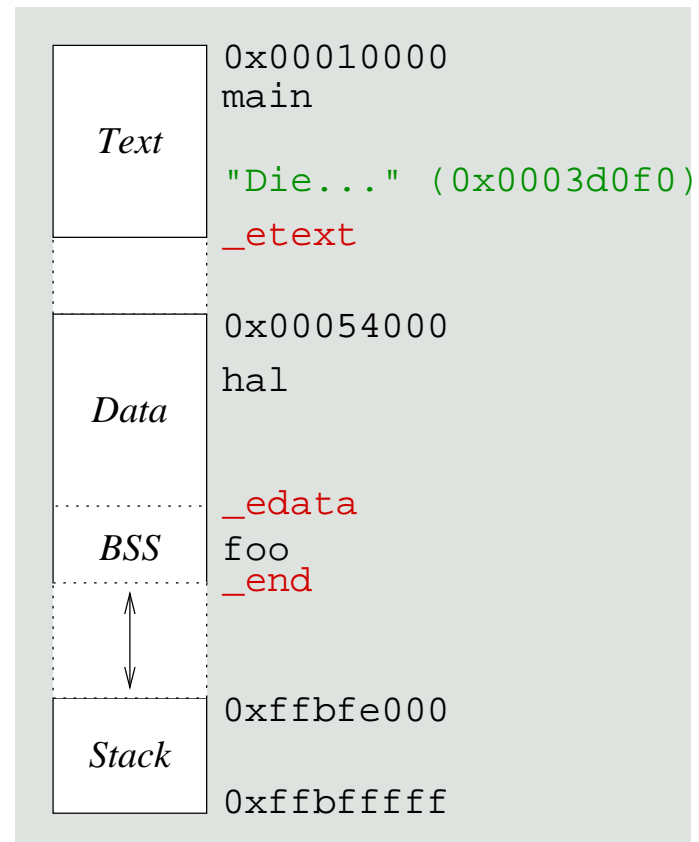 0x00010000
main
Text
"Die..." (0x0003d0f0)
_etext
0x00054000
hal
Data
_edata
BSS foo
_end
0xffbfe000
Stack
0xffbfffff